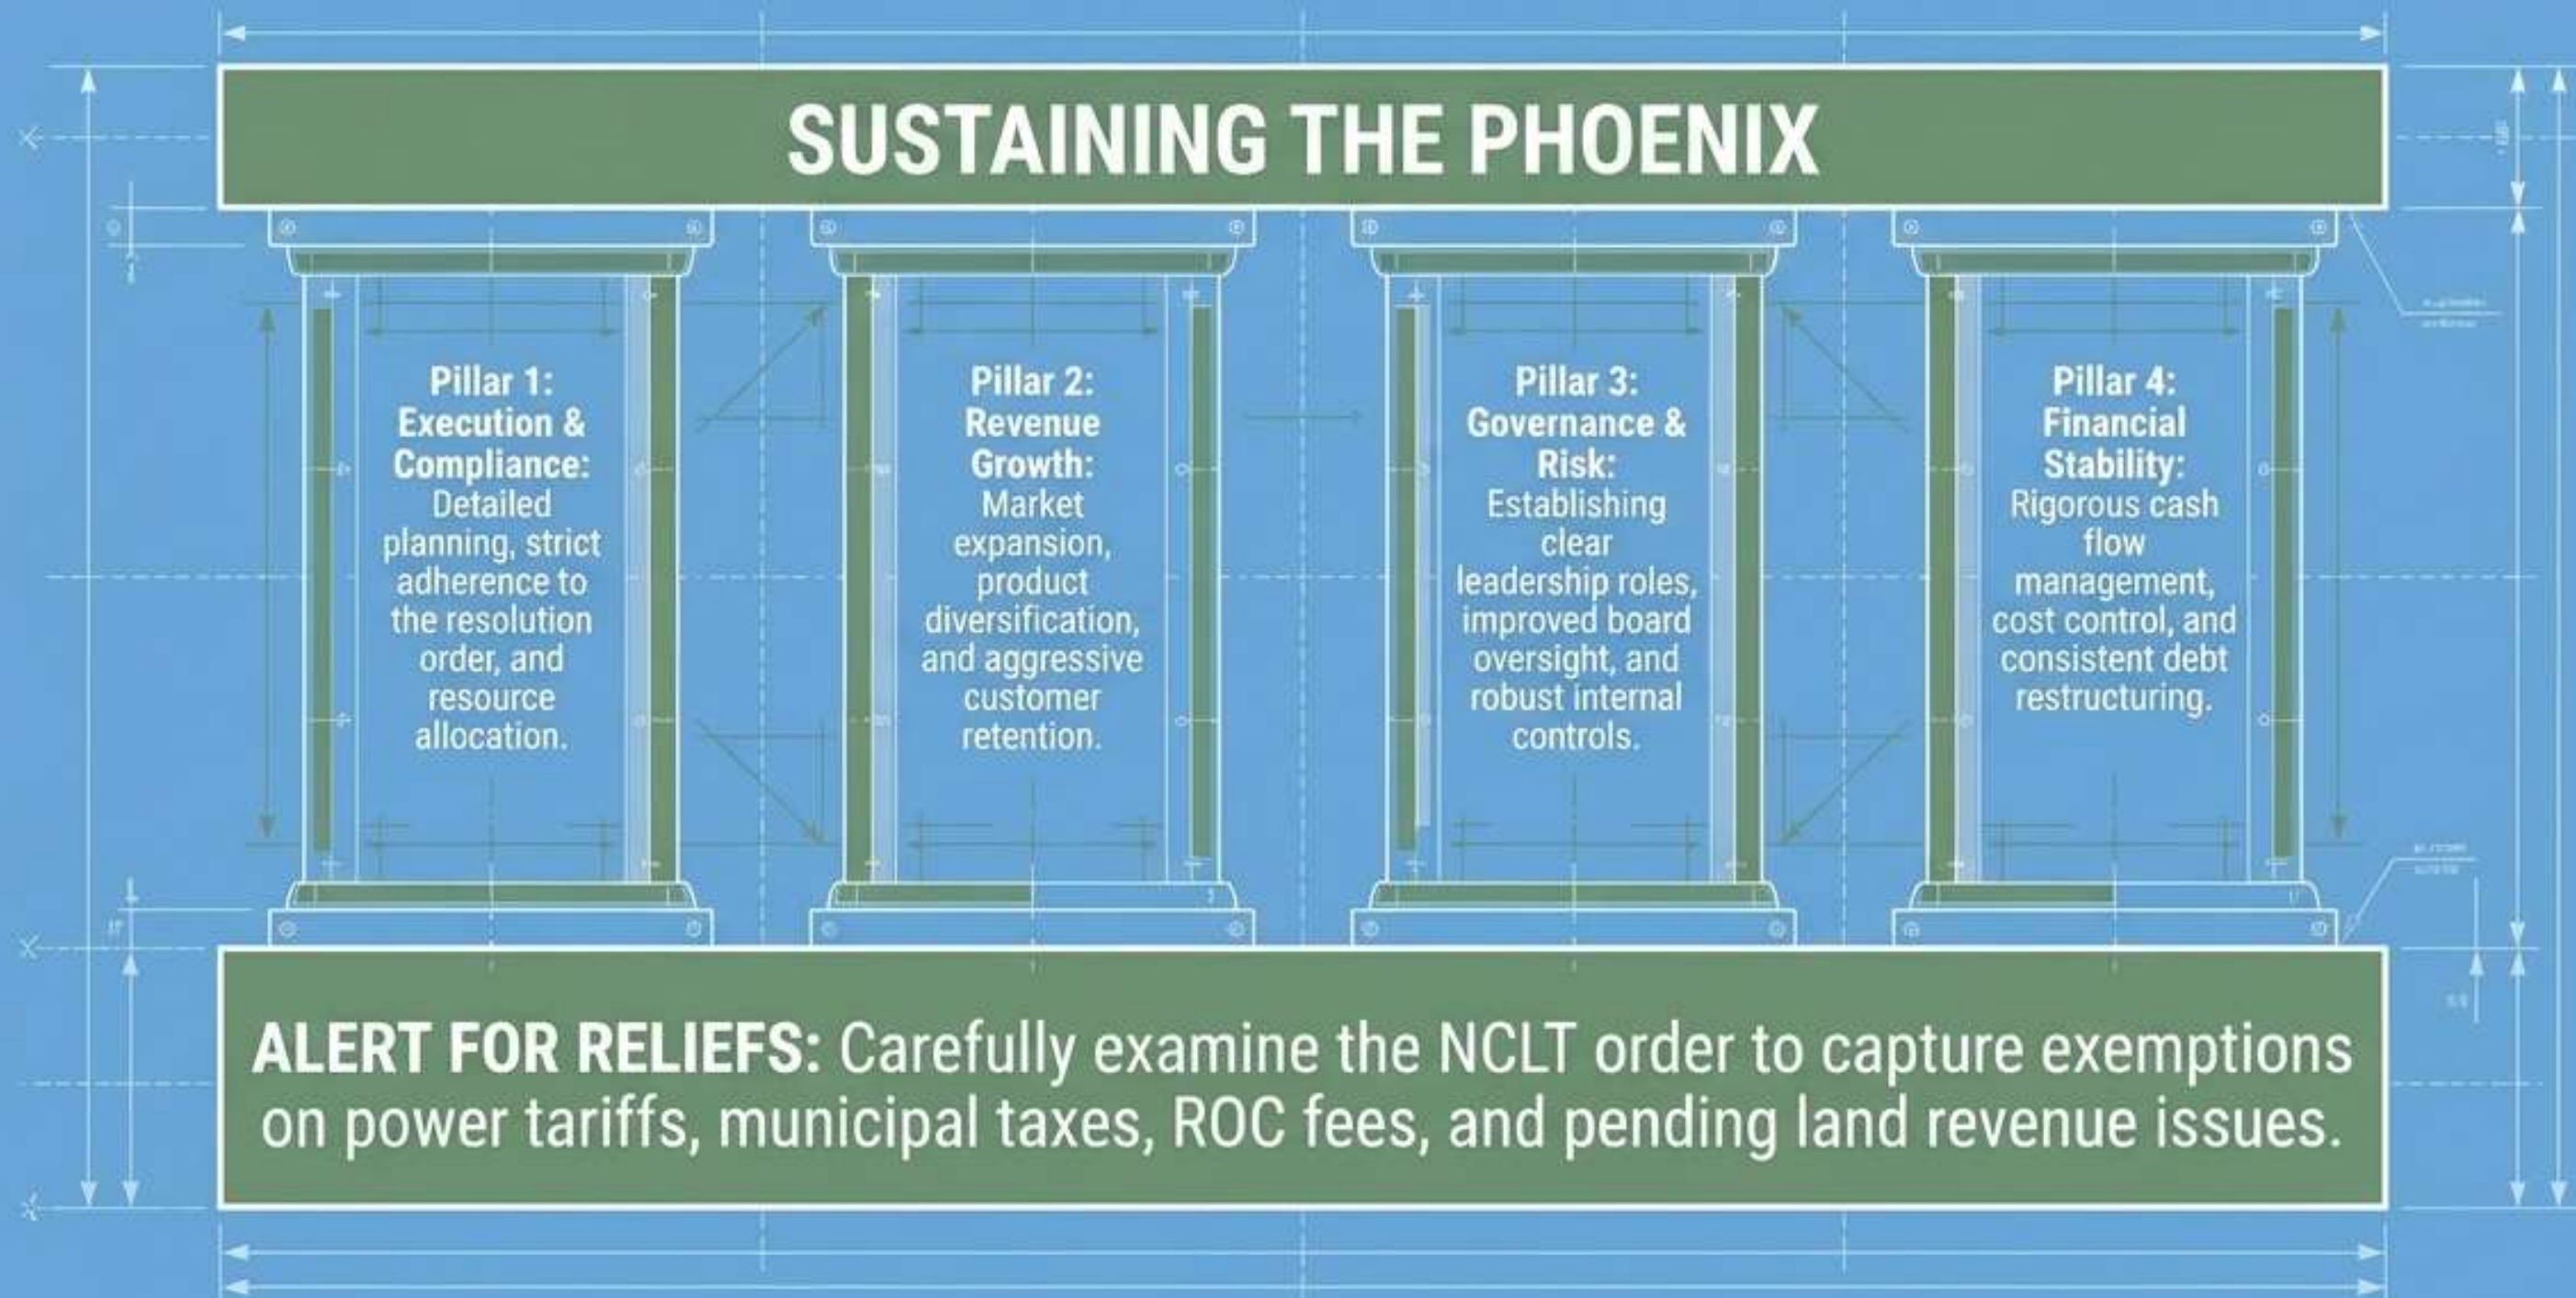 SUSTAINING THE PHOENIX
Pillar 1:
Execution &
Compliance:
Detailed
planning, strict
adherence to
the resolution
order, and
resource
allocation.
Pillar 2:
Revenue
Growth:
Market
expansion,
product
diversification,
and aggressive
customer
retention.
Pillar 3:
Governance &
Risk:
Establishing
clear
leadership roles,
improved board
oversight, and
robust internal
controls.
Pillar 4:
Financial
Stability:
Rigorous cash
flow
management,
cost control, and
consistent debt
restructuring.
ALERT FOR RELIEFS: Carefully examine the NCLT order to capture exemptions
on power tariffs, municipal taxes, ROC fees, and pending land revenue issues.